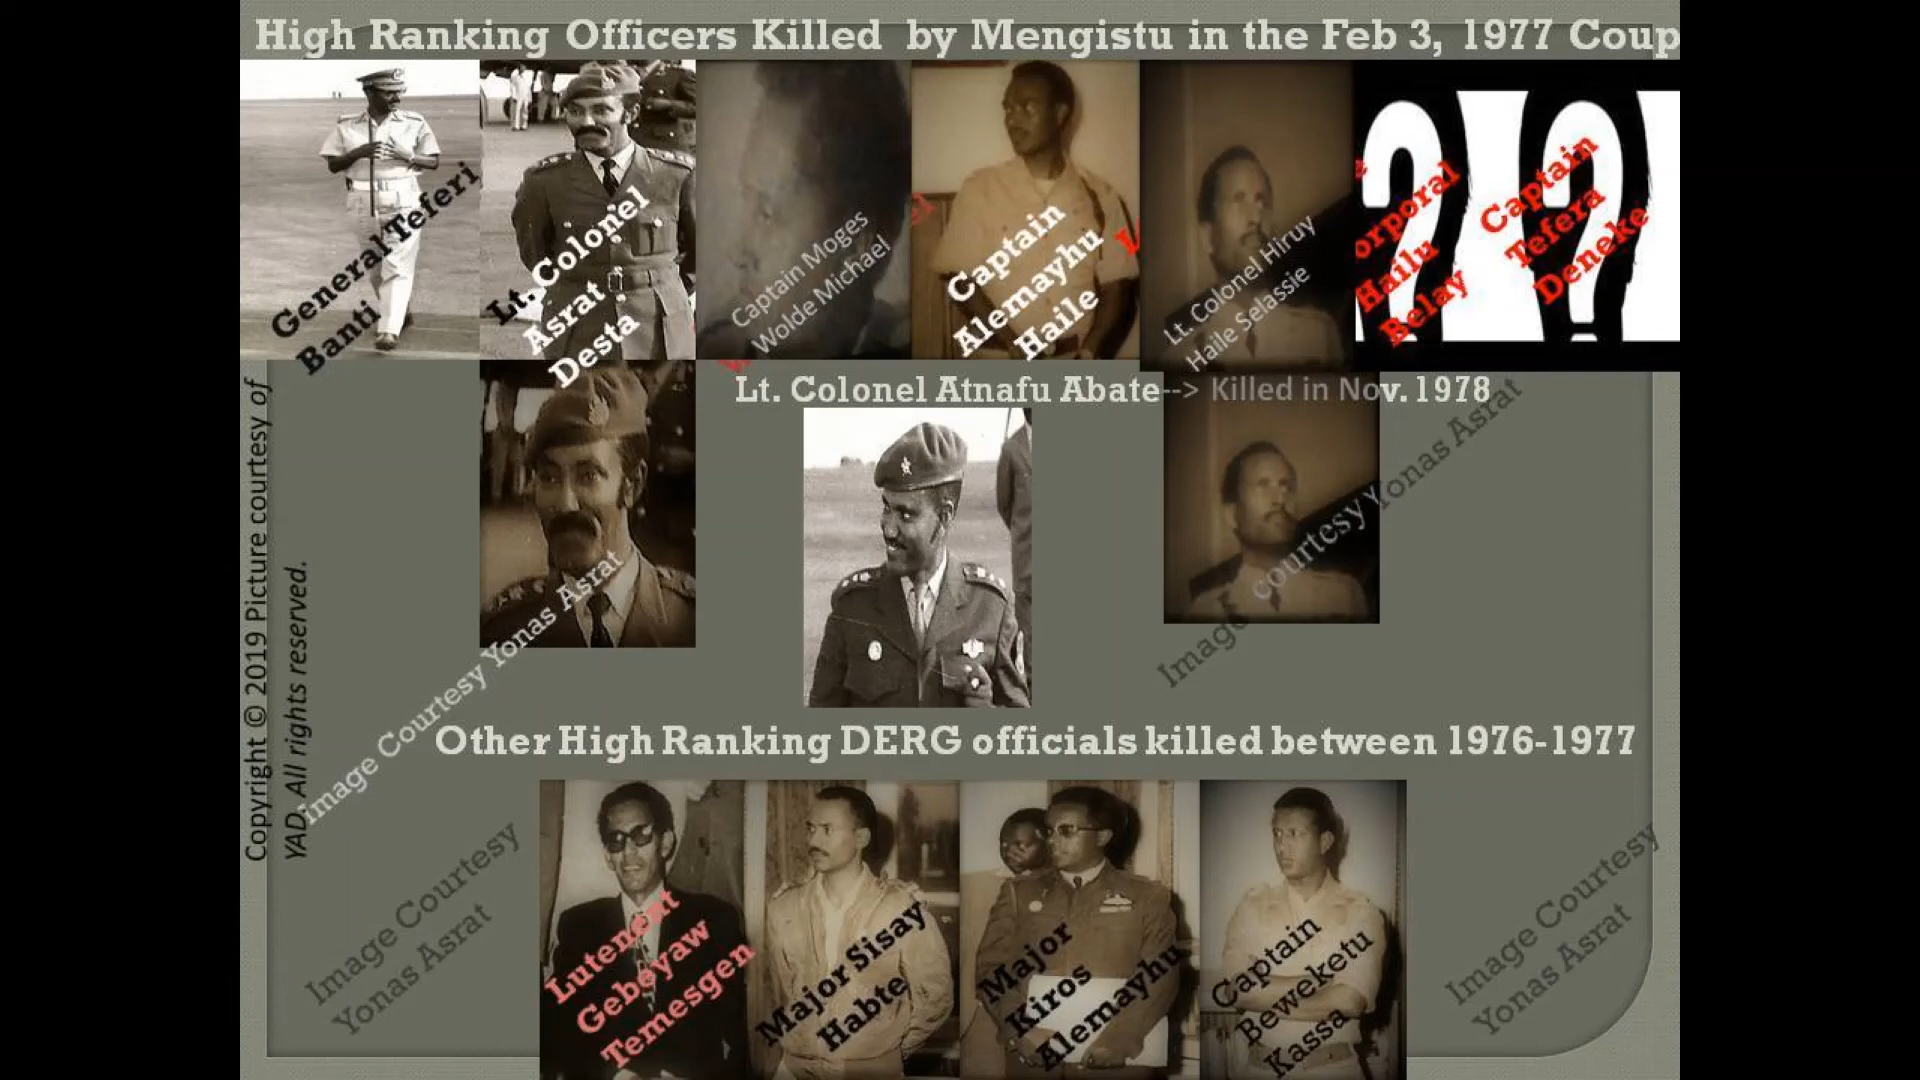 High Ranking Officers Killed by Mengistu in the Feb 3, 1977 Coup
General Teferi
Banti
Lt. Colonel
Asrat
Desta
Captain Moges
Wolde Michael
Captain
Alemayhu
Haile
Lt. Colonel Hiruy
Haile Selassie
orporal
Hailu
Belay
Captain
Tefera
Deneke
Lt. Colonel Atnafu Abate--> Killed in Nov. 1978
Image Courtesy Yonas Asrat
Image courtesy Yonas Asrat
Copyright © 2019 Picture courtesy of
YAD. All rights reserved.
Other High Ranking DERG officials killed between 1976-1977
Image Courtesy
Yonas Asrat
Lutenent
Gebeyaw
Temesgen
Major Sisay
Habte
Major
Kiros
Alemayhu
Captain
Beweketu
Kassa
Image Courtesy
Yonas Asrat